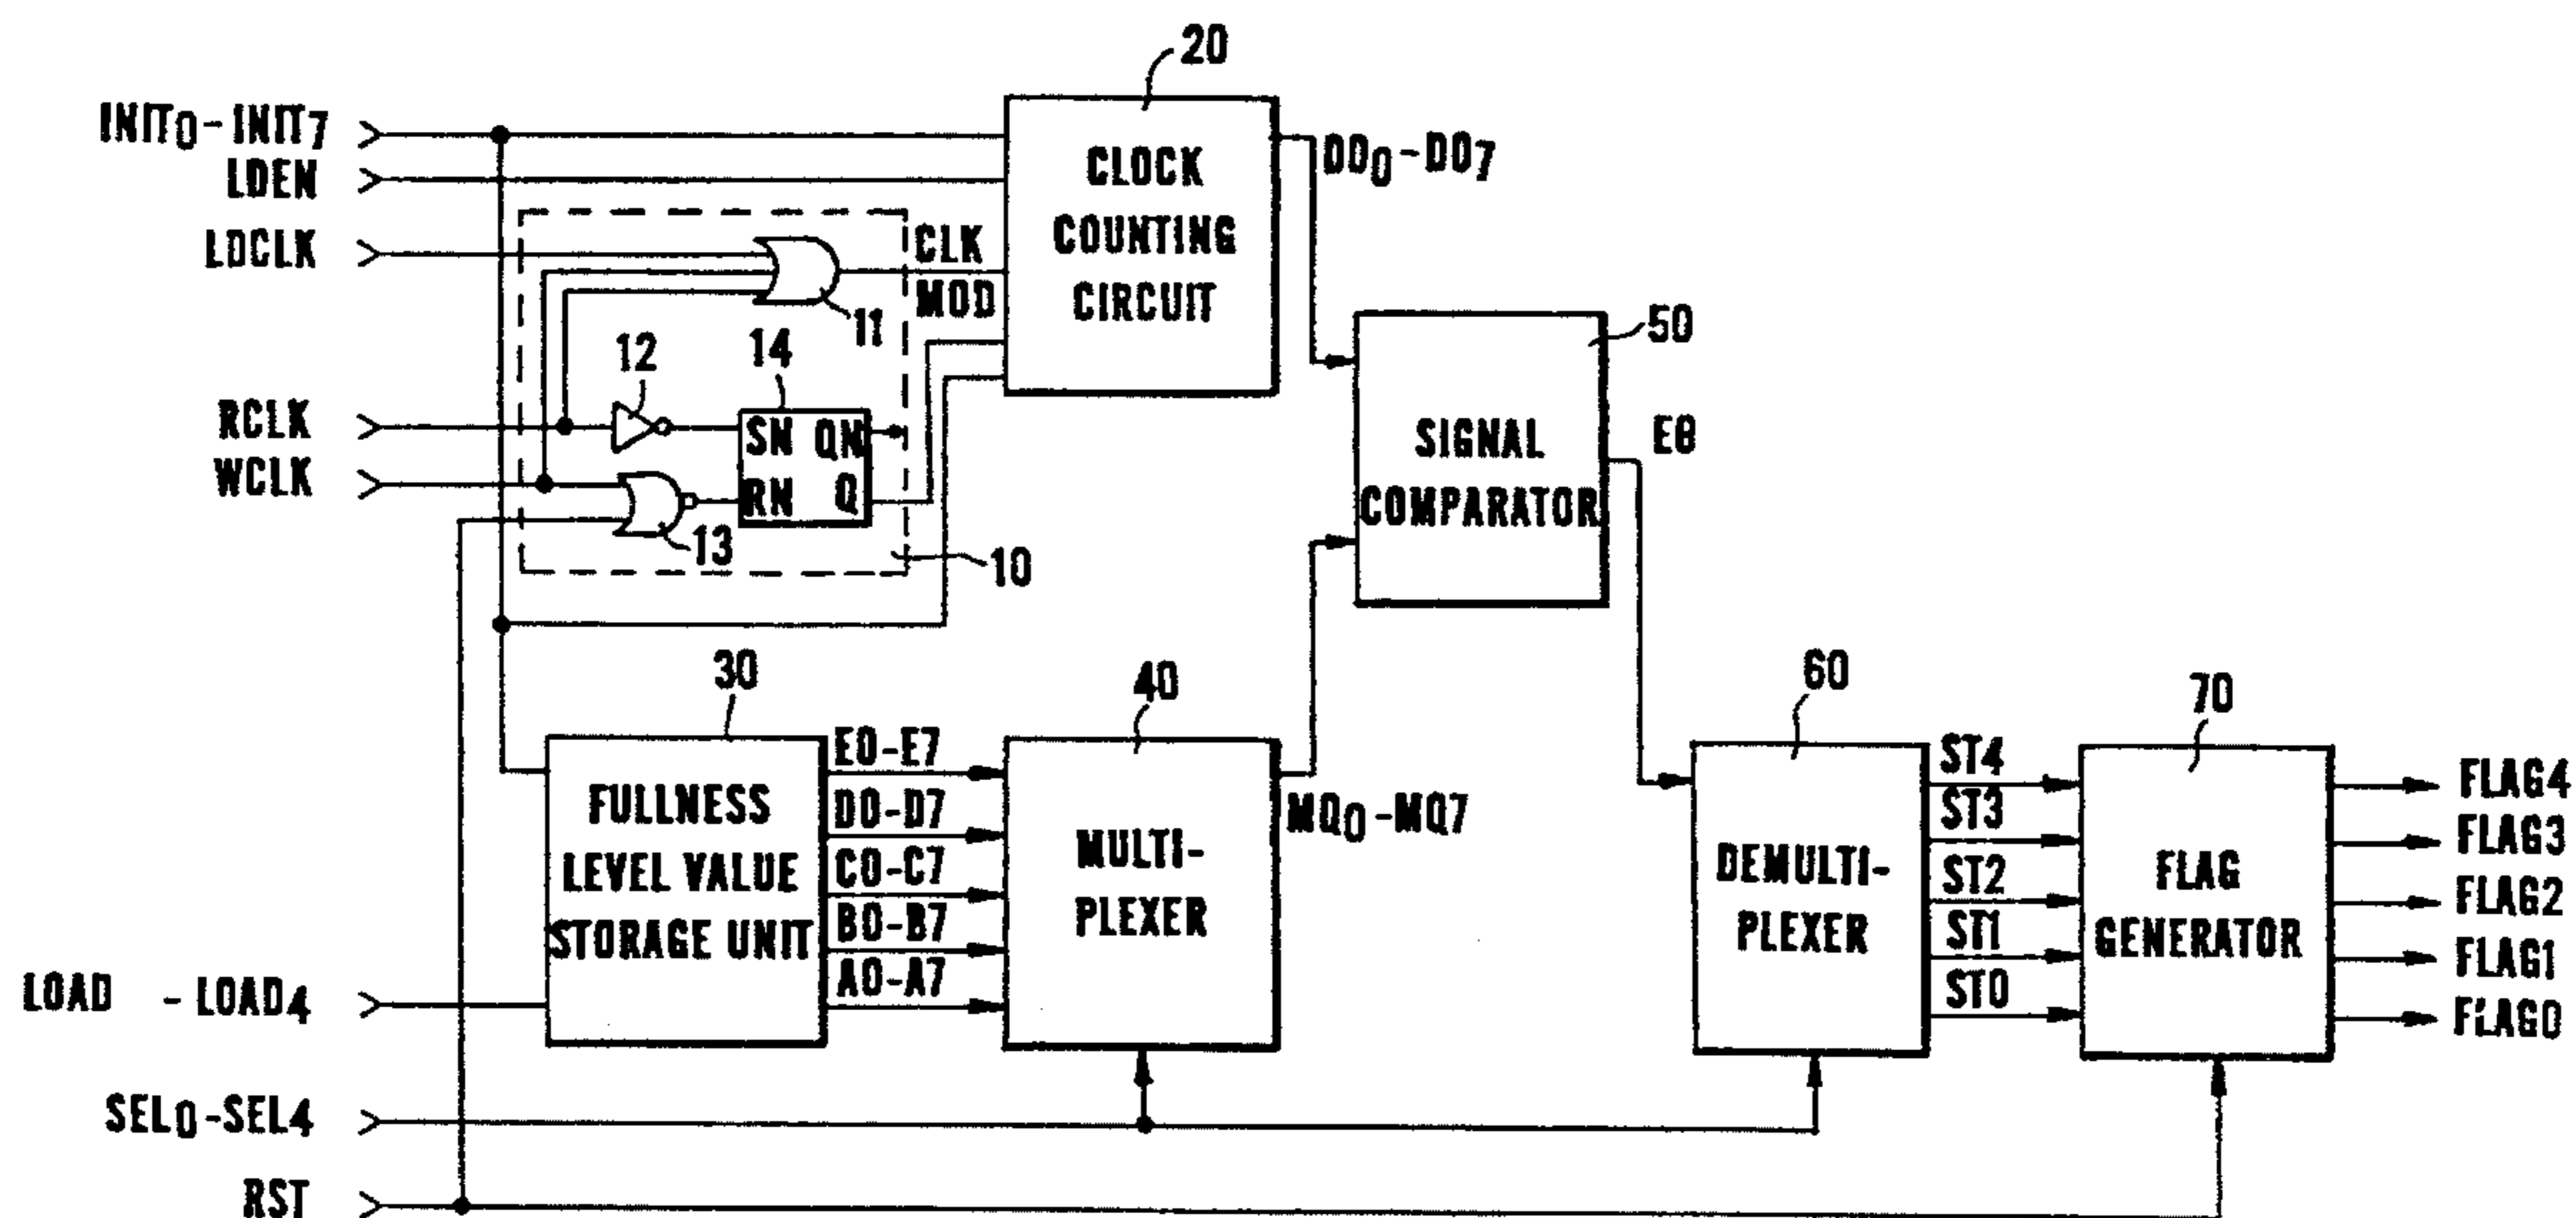 20
INIT0-INIT7
LDEN
LDCLK
RCLK
WCLK
CLK
MOD
11
12
14
SN QN
RN Q
13
10
CLOCK
COUNTING
CIRCUIT
DO0-DO7
50
SIGNAL
COMPARATOR
E8
30
FULLNESS
LEVEL VALUE
STORAGE UNIT
E0-E7
D0-D7
C0-C7
B0-B7
A0-A7
40
MULTI-
PLEXER
MQ0-MQ7
60
DEMULTI-
PLEXER
ST4
ST3
ST2
ST1
ST0
70
FLAG
GENERATOR
FLAG4
FLAG3
FLAG2
FLAG1
FLAG0
LOAD - LOAD4
SEL0-SEL4
RST